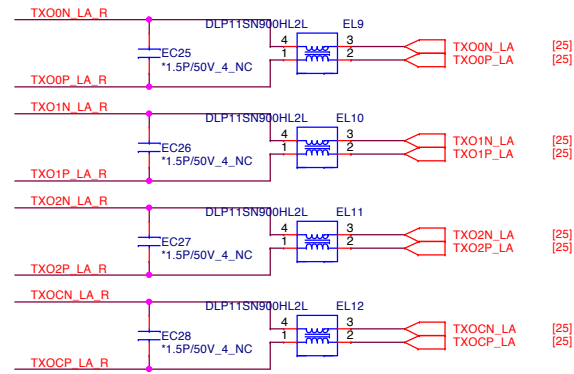 TXO0N_LA_R
DLP11SN900HL2L EL9
EC25
*1.5P/50V_4_NC
4 3
1 2
TXO0N_LA [25]
TXO0P_LA [25]
TXO0P_LA_R
TXO1N_LA_R
DLP11SN900HL2L EL10
EC26
*1.5P/50V_4_NC
4 3
1 2
TXO1N_LA [25]
TXO1P_LA [25]
TXO1P_LA_R
TXO2N_LA_R
DLP11SN900HL2L EL11
EC27
*1.5P/50V_4_NC
4 3
1 2
TXO2N_LA [25]
TXO2P_LA [25]
TXO2P_LA_R
TXOCN_LA_R
DLP11SN900HL2L EL12
EC28
*1.5P/50V_4_NC
4 3
1 2
TXOCN_LA [25]
TXOCP_LA [25]
TXOCP_LA_R